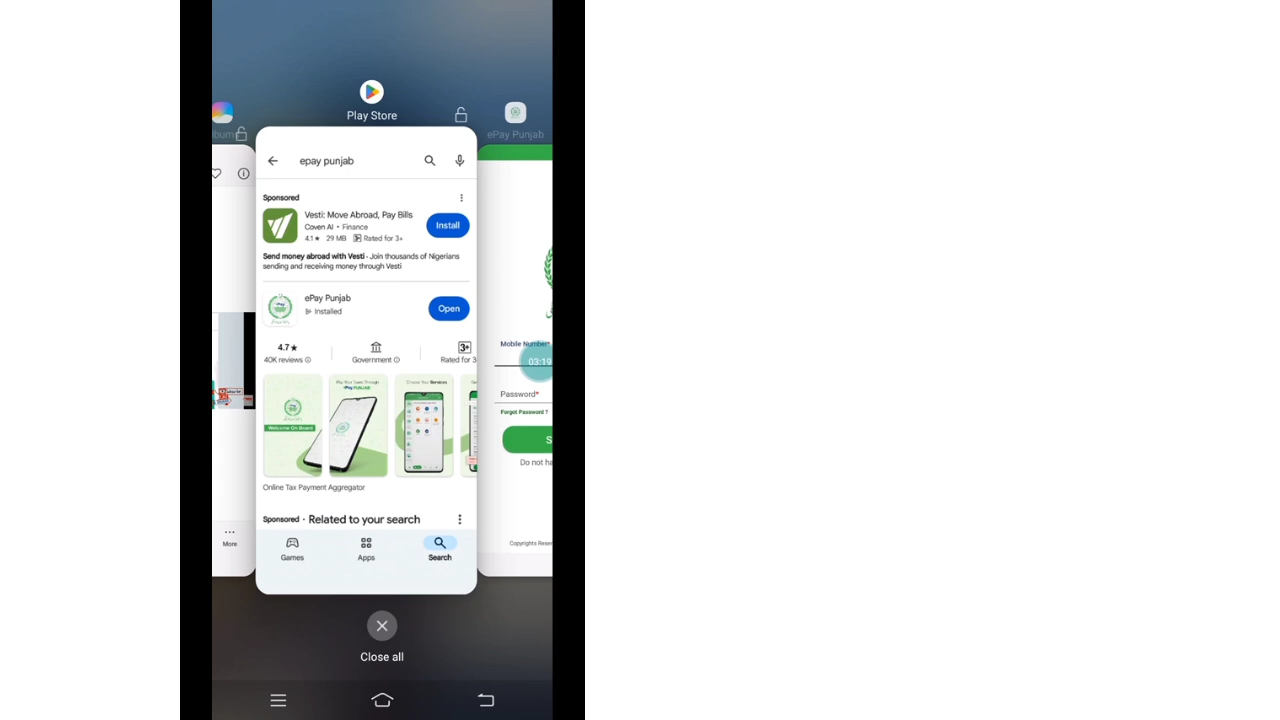 Play Store
ePay Punjab
epay punjab
Sponsored
Vesti: Move Abroad, Pay Bills
Install
Coven AI • Finance
4.1★ 29 MB Rated for 3+
Send money abroad with Vesti - Join thousands of Nigerians
sending and receiving money through Vesti
ePay Punjab
Installed
Open
4.7★
40K reviews
Government
3+
Rated for 3
Welcome On Board
Online Tax Payment Aggregator
Sponsored · Related to your search
Games
Apps
Search
More
Mobile Number*
03:19
Password*
Forgot Password ?
S
Do not ha
Copyrights Reser
Close all